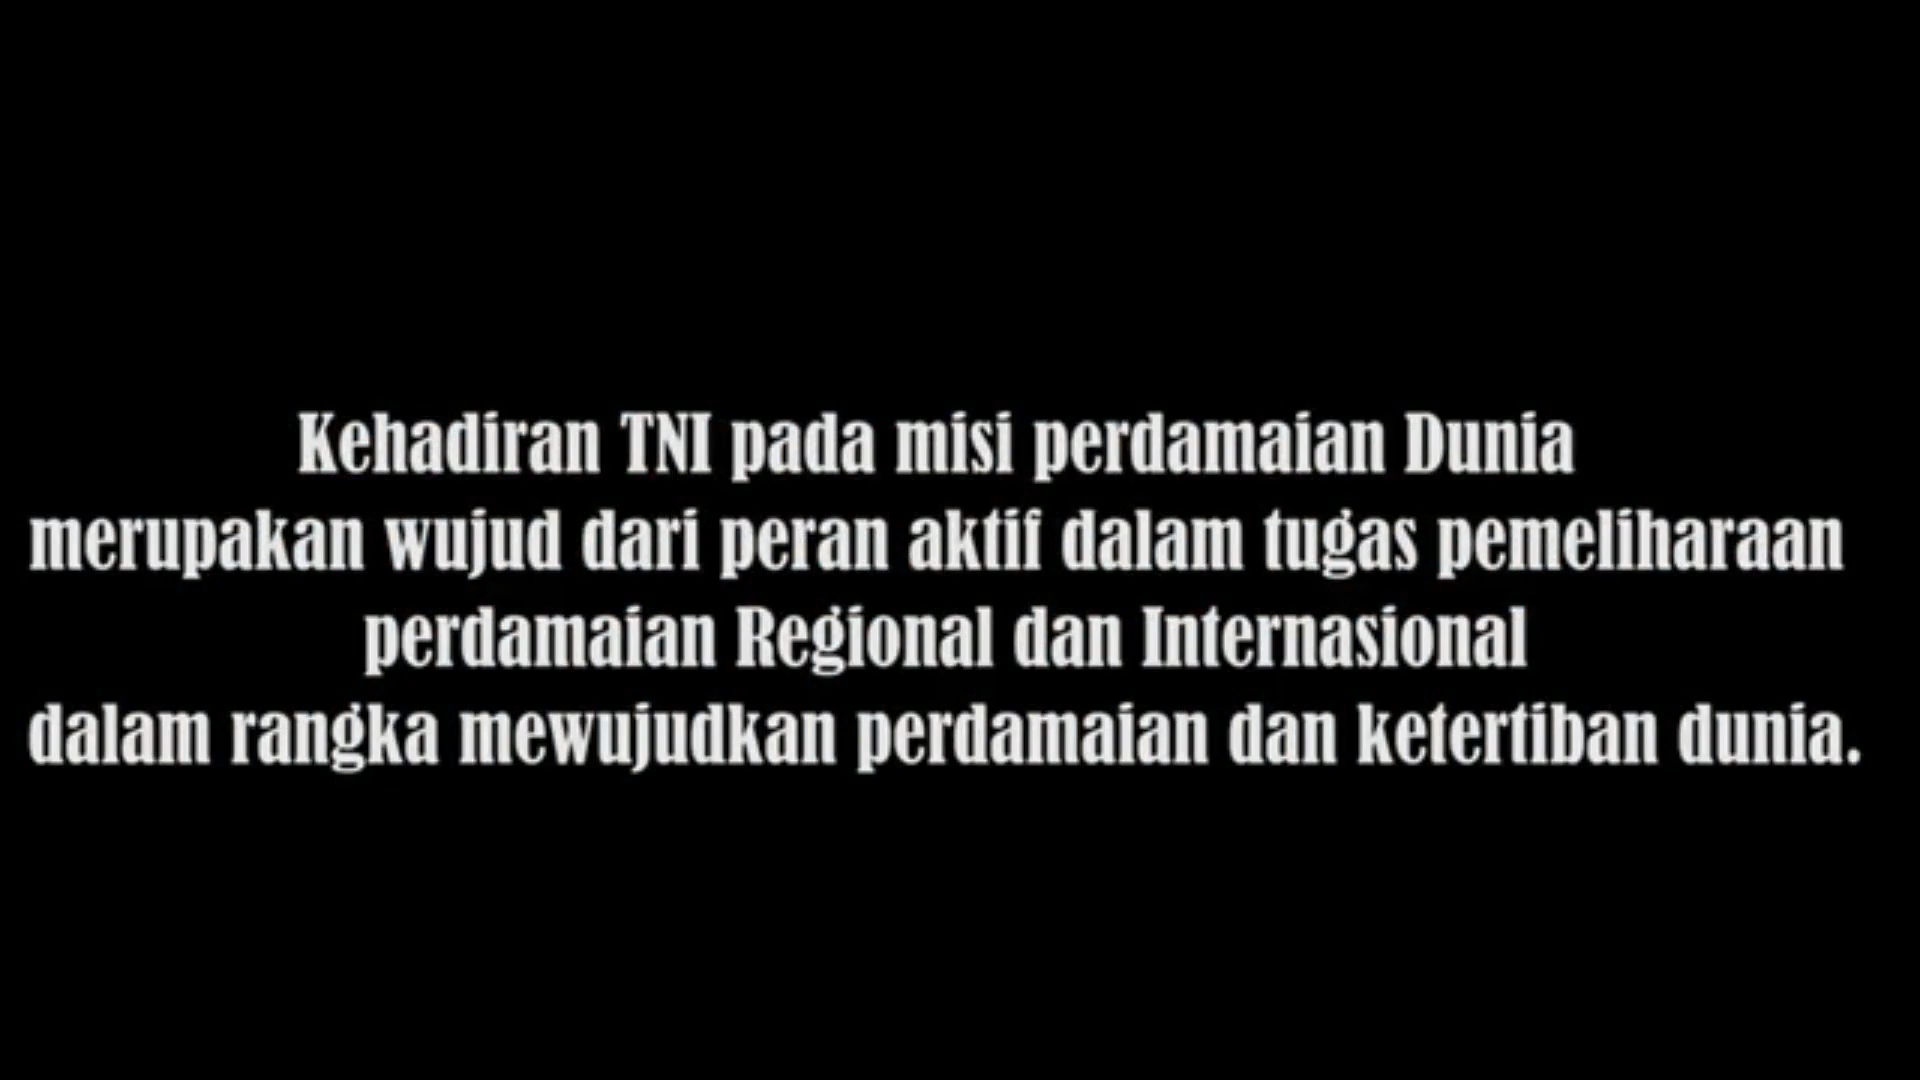 Kehadiran TNI pada misi perdamaian Dunia
merupakan wujud dari peran aktif dalam tugas pemeliharaan
perdamaian Regional dan Internasional
dalam rangka mewujudkan perdamaian dan ketertiban dunia.